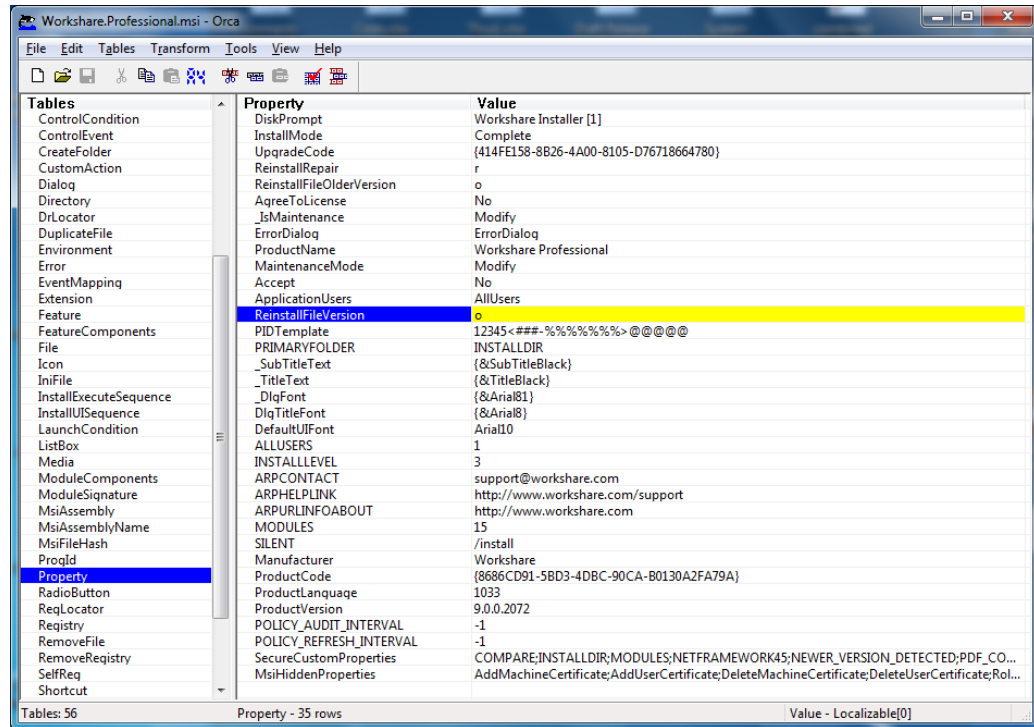 Workshare.Professional.msi - Orca
File Edit Tables Transform Tools View Help
Tables
ControlCondition
ControlEvent
CreateFolder
CustomAction
Dialog
Directory
DrLocator
DuplicateFile
Environment
Error
EventMapping
Extension
Feature
FeatureComponents
File
Icon
IniFile
InstallExecuteSequence
InstallUISequence
LaunchCondition
ListBox
Media
ModuleComponents
ModuleSignature
MsiAssembly
MsiAssemblyName
MsiFileHash
ProgId
Property
RadioButton
RegLocator
Registry
RemoveFile
RemoveRegistry
SelfReg
Shortcut
Property Value
DiskPrompt Workshare Installer [1]
InstallMode Complete
UpgradeCode {414FE158-8B26-4A00-8105-D76718664780}
ReinstallRepair r
ReinstallFileOlderVersion o
AgreeToLicense No
_IsMaintenance Modify
ErrorDialog ErrorDialog
ProductName Workshare Professional
MaintenanceMode Modify
Accept No
ApplicationUsers AllUsers
ReinstallFileVersion o
PIDTemplate 12345<###-%%%%%%%>@@@@@
PRIMARYFOLDER INSTALLDIR
_SubTitleText {&SubTitleBlack}
_TitleText {&TitleBlack}
_DlgFont {&Arial81}
DlgTitleFont {&Arial8}
DefaultUIFont Arial10
ALLUSERS 1
INSTALLLEVEL 3
ARPCONTACT support@workshare.com
ARPHELPLINK http://www.workshare.com/support
ARPURLINFOABOUT http://www.workshare.com
MODULES 15
SILENT /install
Manufacturer Workshare
ProductCode {8686CD91-5BD3-4DBC-90CA-B0130A2FA79A}
ProductLanguage 1033
ProductVersion 9.0.0.2072
POLICY_AUDIT_INTERVAL -1
POLICY_REFRESH_INTERVAL -1
SecureCustomProperties COMPARE;INSTALLDIR;MODULES;NETFRAMEWORK45;NEWER_VERSION_DETECTED;PDF_CO...
MsiHiddenProperties AddMachineCertificate;AddUserCertificate;DeleteMachineCertificate;DeleteUserCertificate;Rol...
Tables: 56 Property - 35 rows Value - Localizable[0]